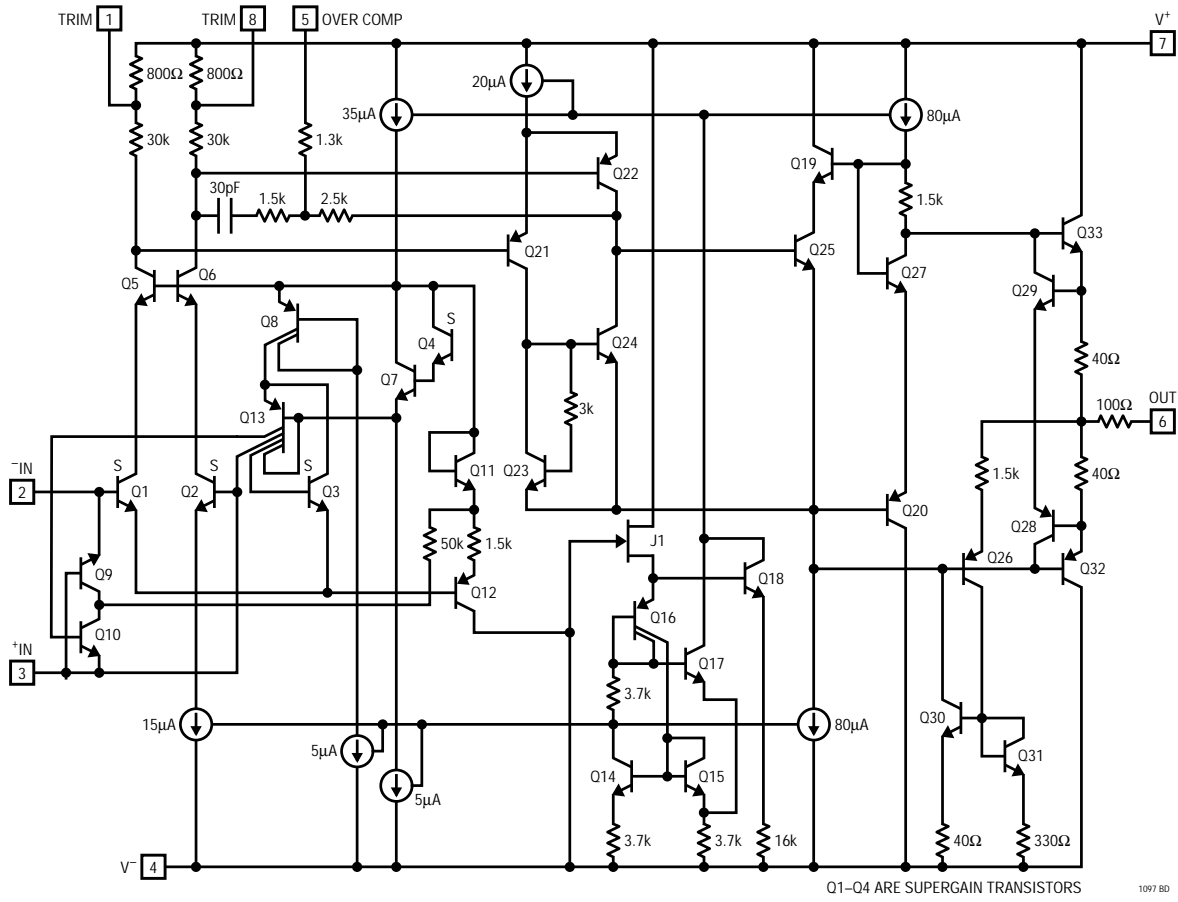 TRIM 1
TRIM 8
5 OVER COMP
V+
7
800Ω
800Ω
20µA
35µA
80µA
30k
30k
1.3k
Q19
Q22
30pF
1.5k
2.5k
1.5k
Q33
Q21
Q25
Q5
Q6
Q27
Q29
Q8
S
Q4
Q24
40Ω
Q7
Q13
3k
100Ω
OUT
6
S
S
S
Q11
Q23
1.5k
40Ω
–IN
2
Q1
Q2
Q3
Q20
50k
1.5k
J1
Q28
Q26
Q9
Q12
Q18
Q32
Q16
Q10
+IN
3
Q17
3.7k
15µA
80µA
Q30
5µA
Q31
Q14
Q15
5µA
3.7k
3.7k
16k
40Ω
330Ω
V– 4
Q1–Q4 ARE SUPERGAIN TRANSISTORS
1097 BD